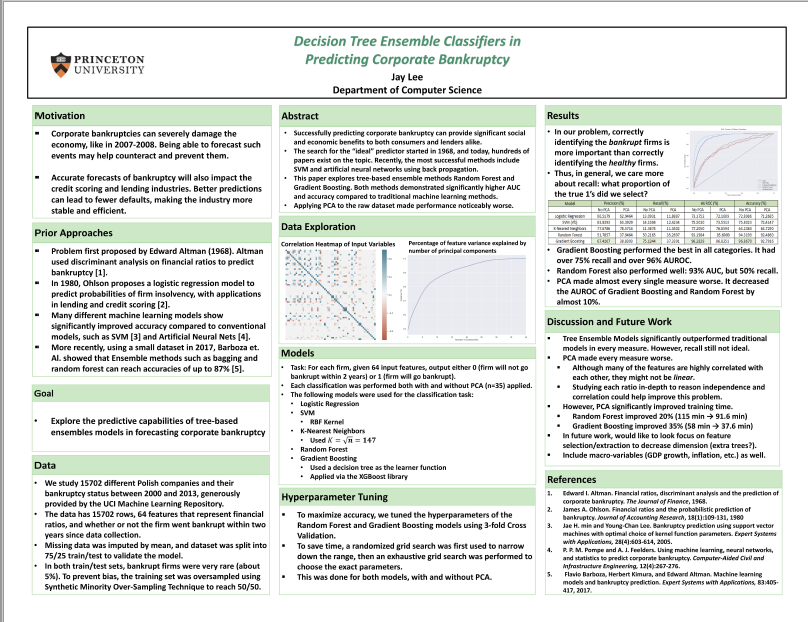 PRINCETON
UNIVERSITY
Decision Tree Ensemble Classifiers in
Predicting Corporate Bankruptcy
Jay Lee
Department of Computer Science
Motivation
Corporate bankruptcies can severely damage the
economy, like in 2007-2008. Being able to forecast such
events may help counteract and prevent them.
Accurate forecasts of bankruptcy will also impact the
credit scoring and lending industries. Better predictions
can lead to fewer defaults, making the industry more
stable and efficient.
Prior Approaches
Problem first proposed by Edward Altman (1968). Altman
used discriminant analysis on financial ratios to predict
bankruptcy [1].
In 1980, Ohlson proposes a logistic regression model to
predict probabilities of firm insolvency, with applications
in lending and credit scoring [2].
Many different machine learning models show
significantly improved accuracy compared to conventional
models, such as SVM [3] and Artificial Neural Nets [4].
More recently, using a small dataset in 2017, Barboza et.
Al. showed that Ensemble methods such as bagging and
random forest can reach accuracies of up to 87% [5].
Goal
Explore the predictive capabilities of tree-based
ensembles models in forecasting corporate bankruptcy
Data
We study 15702 different Polish companies and their
bankruptcy status between 2000 and 2013, generously
provided by the UCI Machine Learning Repository.
The data has 15702 rows, 64 features that represent financial
ratios, and whether or not the firm went bankrupt within two
years since data collection.
Missing data was imputed by mean, and dataset was split into
75/25 train/test to validate the model.
In both train/test sets, bankrupt firms were very rare (about
5%). To prevent bias, the training set was oversampled using
Synthetic Minority Over-Sampling Technique to reach 50/50.
Abstract
Successfully predicting corporate bankruptcy can provide significant social
and economic benefits to both consumers and lenders alike.
The search for the "ideal" predictor started in 1968, and today, hundreds of
papers exist on the topic. Recently, the most successful methods include
SVM and artificial neural networks using back propagation.
This paper explores tree-based ensemble methods Random Forest and
Gradient Boosting. Both methods demonstrated significantly higher AUC
and accuracy compared to traditional machine learning methods.
Applying PCA to the raw dataset made performance noticeably worse.
Data Exploration
Correlation Heatmap of Input Variables
Percentage of feature variance explained by
number of principal components
Models
Task: For each firm, given 64 input features, output either 0 (firm will not go
bankrupt within 2 years) or 1 (firm will go bankrupt).
Each classification was performed both with and without PCA (n=35) applied.
The following models were used for the classification task:
Logistic Regression
SVM
RBF Kernel
K-Nearest Neighbors
Used K = √n = 147
Random Forest
Gradient Boosting
Used a decision tree as the learner function
Applied via the XGBoost library
Hyperparameter Tuning
To maximize accuracy, we tuned the hyperparameters of the
Random Forest and Gradient Boosting models using 3-fold Cross
Validation.
To save time, a randomized grid search was first used to narrow
down the range, then an exhaustive grid search was performed to
choose the exact parameters.
This was done for both models, with and without PCA.
Results
In our problem, correctly
identifying the bankrupt firms is
more important than correctly
identifying the healthy firms.
Thus, in general, we care more
about recall: what proportion of
the true 1's did we select?
Model Precision (%) Recall (%) AUROC (%) Accuracy (%)
No PCA PCA No PCA PCA No PCA PCA No PCA PCA
Logistic Regression
SVM
K-Nearest Neighbors
Random Forest
Gradient Boosting
Gradient Boosting performed the best in all categories. It had
over 75% recall and over 96% AUROC.
Random Forest also performed well: 93% AUC, but 50% recall.
PCA made almost every single measure worse. It decreased
the AUROC of Gradient Boosting and Random Forest by
almost 10%.
Discussion and Future Work
Tree Ensemble Models significantly outperformed traditional
models in every measure. However, recall still not ideal.
PCA made every measure worse.
Although many of the features are highly correlated with
each other, they might not be linear.
Studying each ratio in-depth to reason independence and
correlation could help improve this problem.
However, PCA significantly improved training time.
Random Forest improved 20% (115 min → 91.6 min)
Gradient Boosting improved 35% (58 min → 37.6 min)
In future work, would like to look focus on feature
selection/extraction to decrease dimension (extra trees?).
Include macro-variables (GDP growth, inflation, etc.) as well.
References
1. Edward I. Altman. Financial ratios, discriminant analysis and the prediction of
corporate bankruptcy. The Journal of Finance, 1968.
2. James A. Ohlson. Financial ratios and the probabilistic prediction of
bankruptcy. Journal of Accounting Research, 18(1):109-131, 1980
3. Jae H. min and Young-Chan Lee. Bankruptcy prediction using support vector
machines with optimal choice of kernel function parameters. Expert Systems
with Applications, 28(4):603-614, 2005.
4. P. P. M. Pompe and A. J. Feelders. Using machine learning, neural networks,
and statistics to predict corporate bankruptcy. Computer-Aided Civil and
Infrastructure Engineering, 12(4):267-276.
5. Flavio Barboza, Herbert Kimura, and Edward Altman. Machine learning
models and bankruptcy prediction. Expert Systems with Applications, 83:405-
417, 2017.